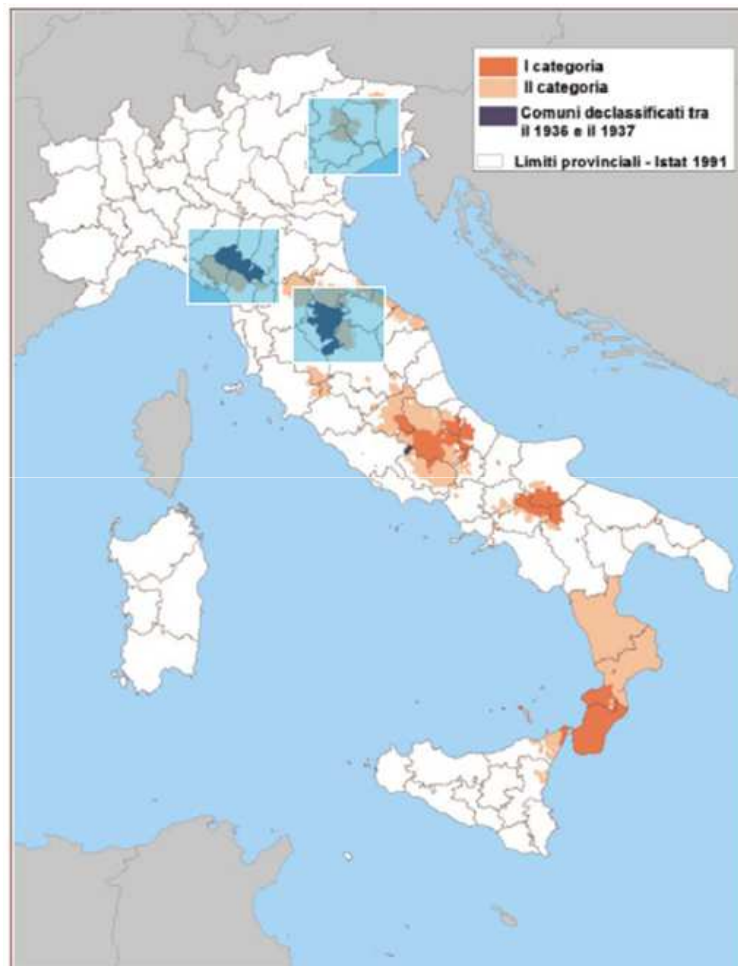 I categoria
II categoria
Comuni declassificati tra
il 1936 e il 1937
Limiti provinciali - Istat 1991